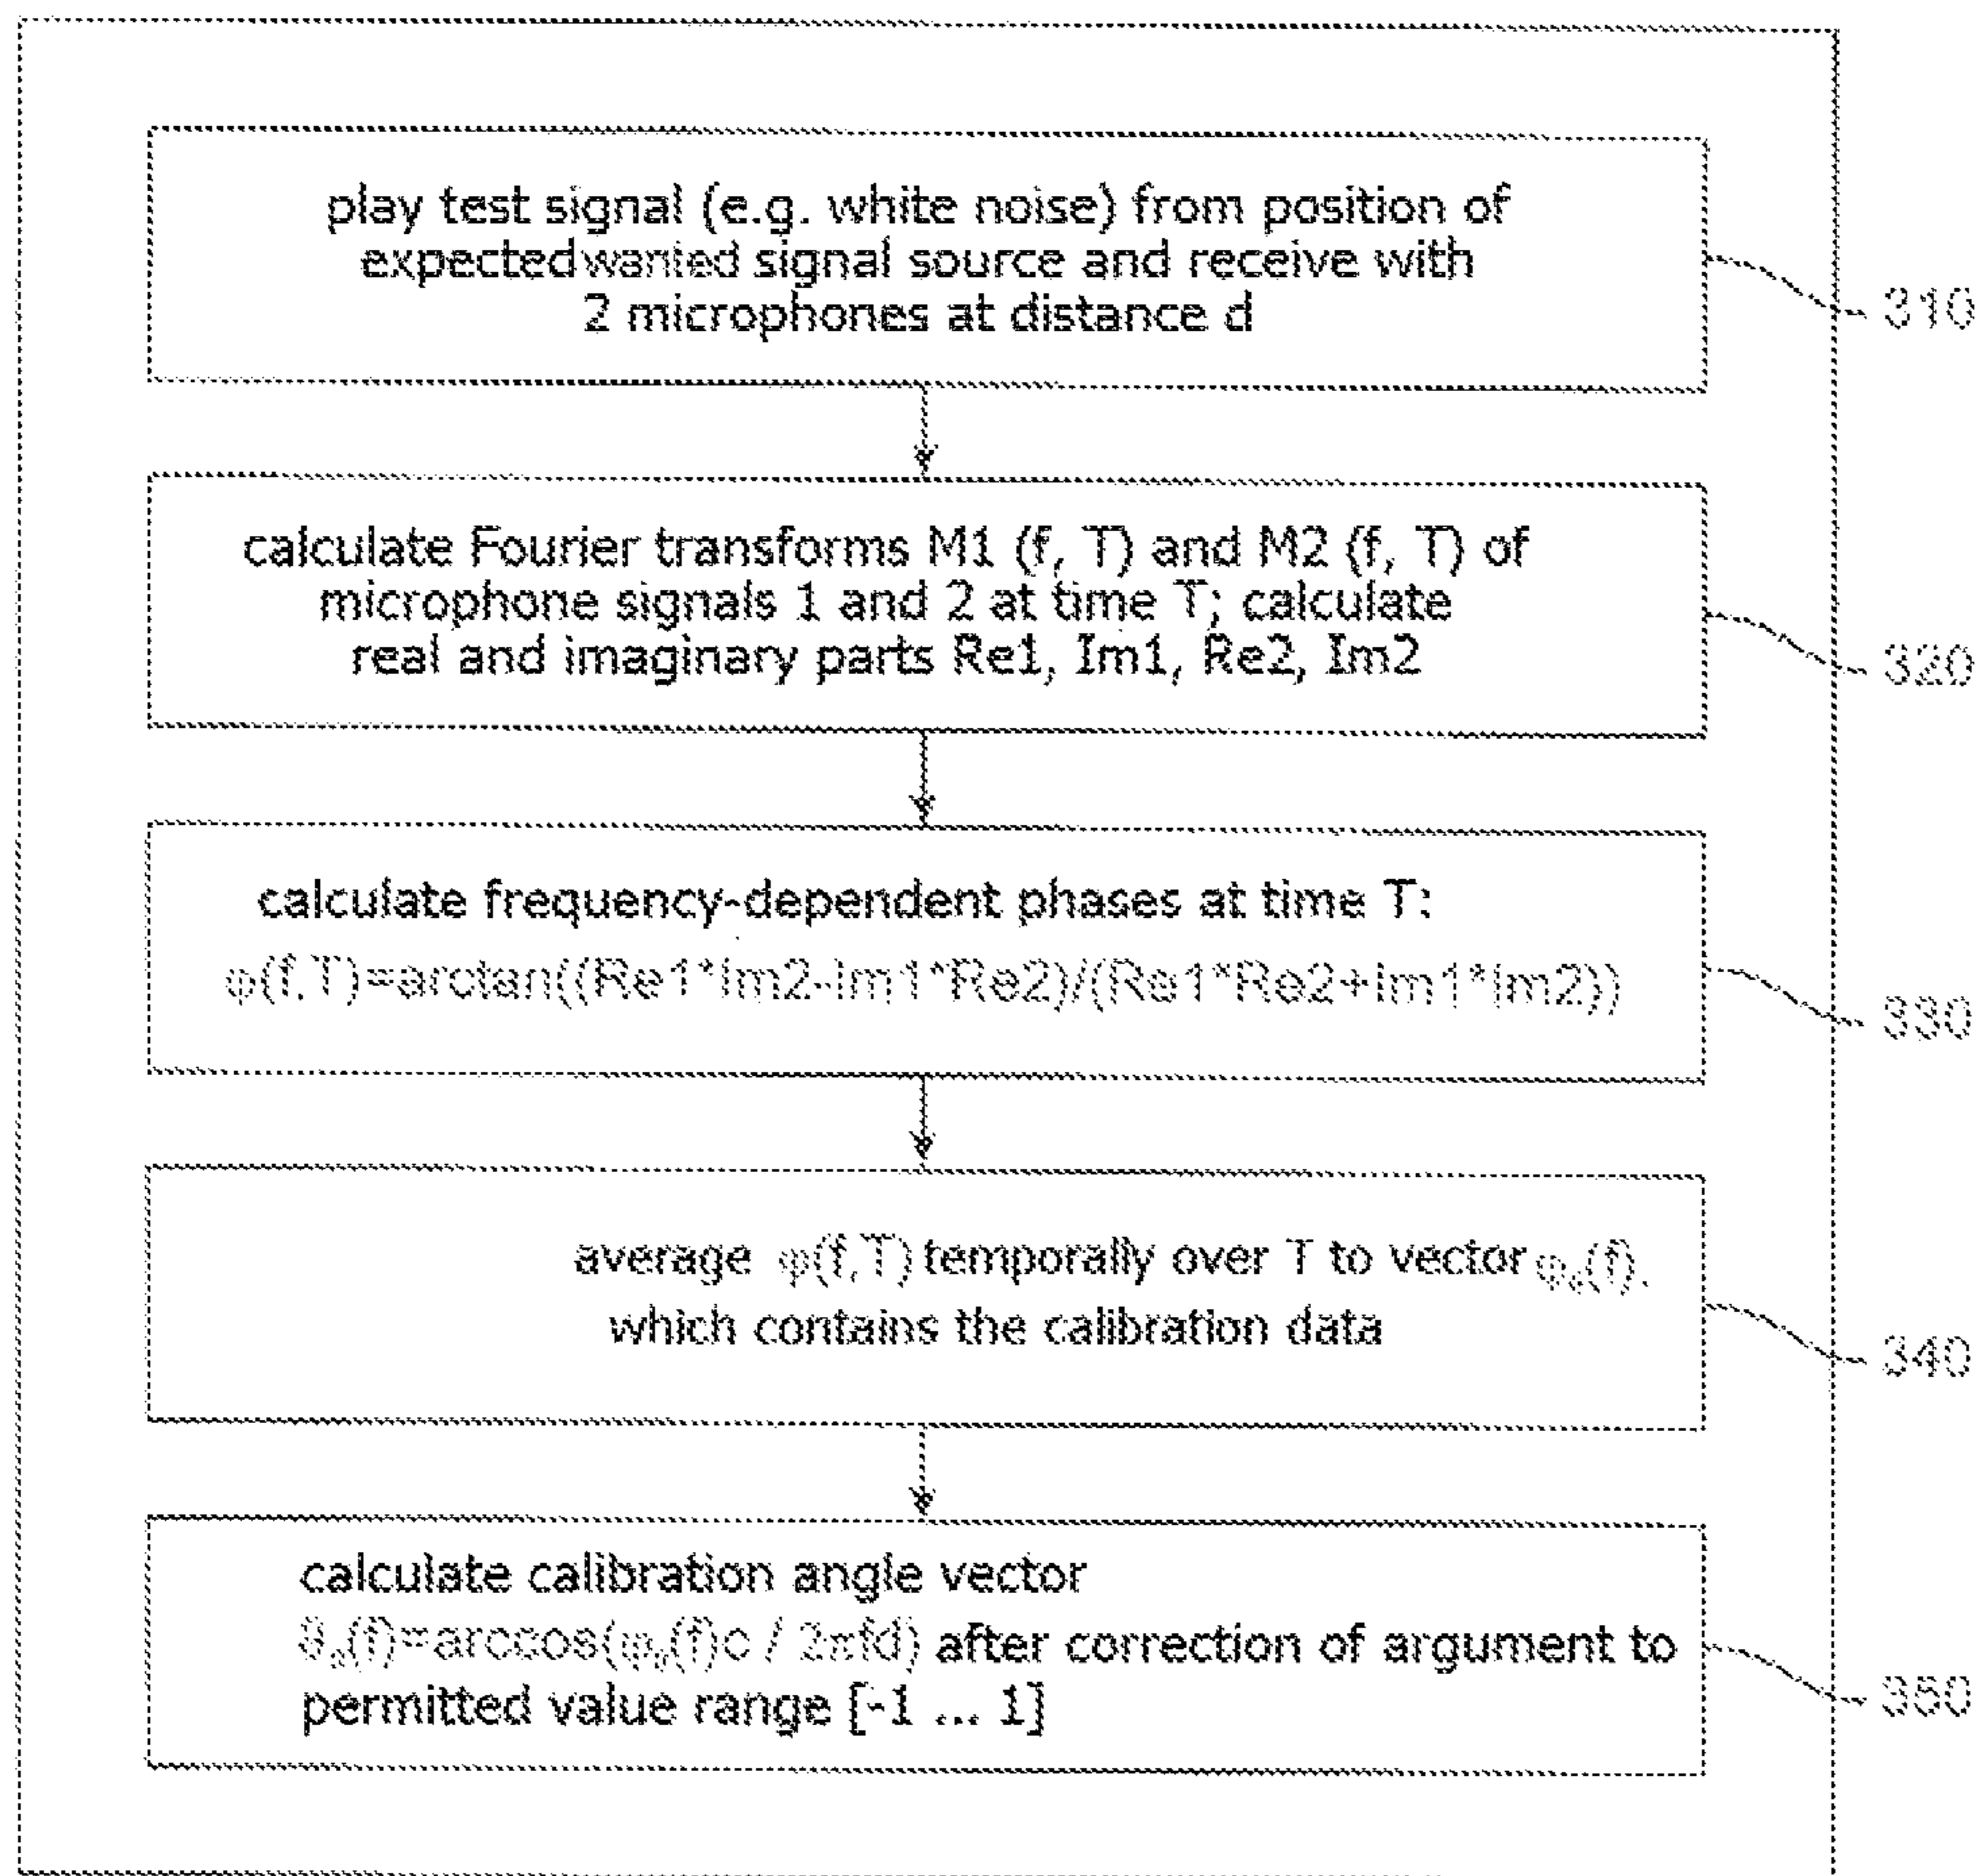 play test signal (e.g. white noise) from position of
expected wanted signal source and receive with
2 microphones at distance d
310
calculate Fourier transforms M1 (f, T) and M2 (f, T) of
microphone signals 1 and 2 at time T; calculate
real and imaginary parts Re1, Im1, Re2, Im2
320
calculate frequency-dependent phases at time T:
φ(f,T)=arctan((Re1*Im2-Im1*Re2)/(Re1*Re2+Im1*Im2))
330
average φ(f,T) temporally over T to vector φ₀(f),
which contains the calibration data
340
calculate calibration angle vector
θ₀(f)=arccos(φ₀(f)c / 2πfd) after correction of argument to
permitted value range [-1 ... 1]
350